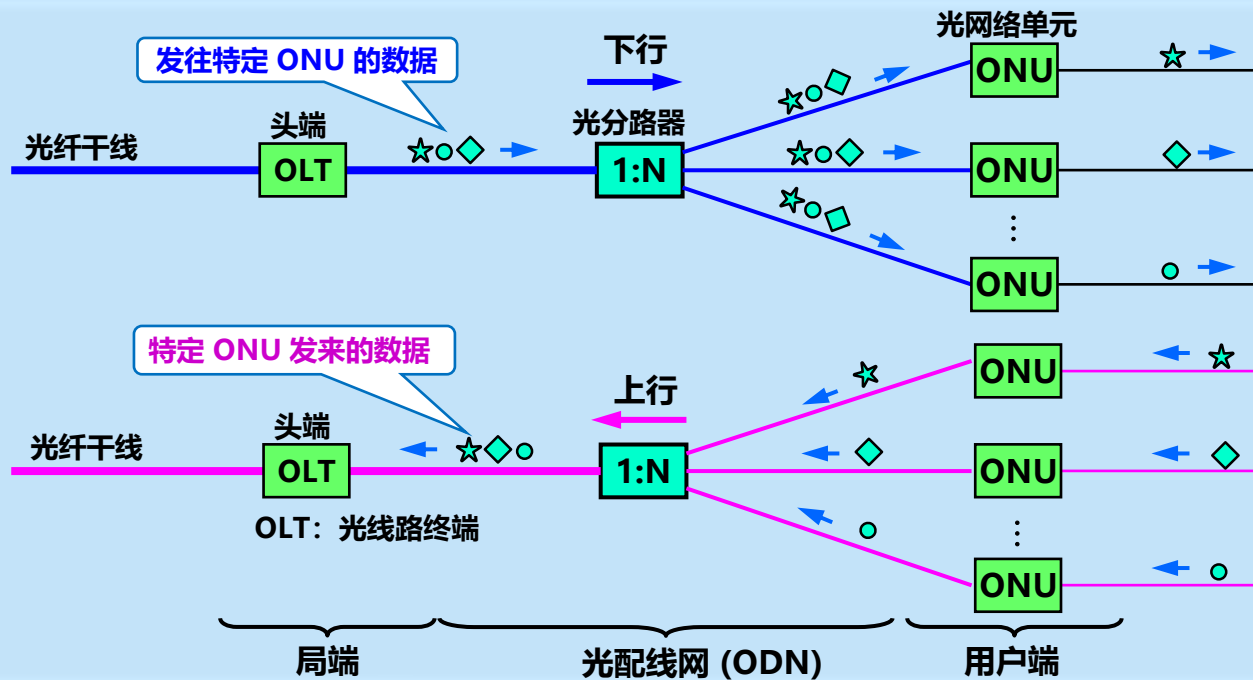 光网络单元
发往特定 ONU 的数据
下行
ONU
头端
光分路器
光纤干线
OLT
1:N
ONU
⋮
ONU
特定 ONU 发来的数据
上行
ONU
头端
光纤干线
OLT
1:N
ONU
OLT：光线路终端
⋮
ONU
局端
光配线网 (ODN)
用户端